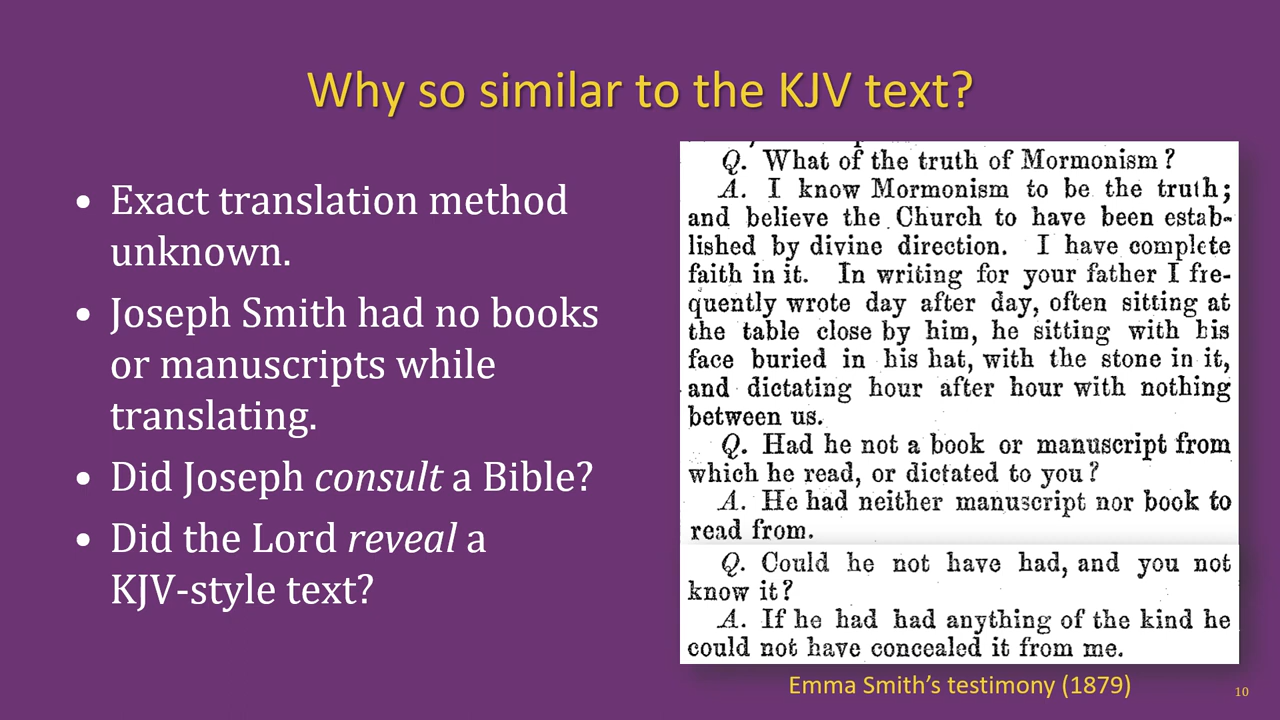 Why so similar to the KJV text?
• Exact translation method
unknown.
• Joseph Smith had no books
or manuscripts while
translating.
• Did Joseph consult a Bible?
• Did the Lord reveal a
KJV-style text?
Q. What of the truth of Mormonism?
A. I know Mormonism to be the truth;
and believe the Church to have been estab-
lished by divine direction. I have complete
faith in it. In writing for your father I fre-
quently wrote day after day, often sitting at
the table close by him, he sitting with his
face buried in his hat, with the stone in it,
and dictating hour after hour with nothing
between us.
Q. Had he not a book or manuscript from
which he read, or dictated to you?
A. He had neither manuscript nor book to
read from.
Q. Could he not have had, and you not
know it?
A. If he had had anything of the kind he
could not have concealed it from me.
Emma Smith's testimony (1879)
10